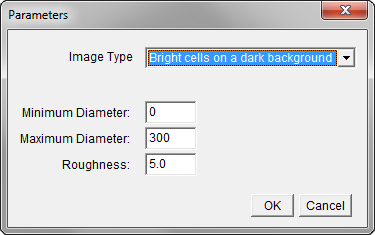 Parameters
Image Type Bright cells on a dark background
Minimum Diameter: 0
Maximum Diameter: 300
Roughness: 5.0
OK Cancel